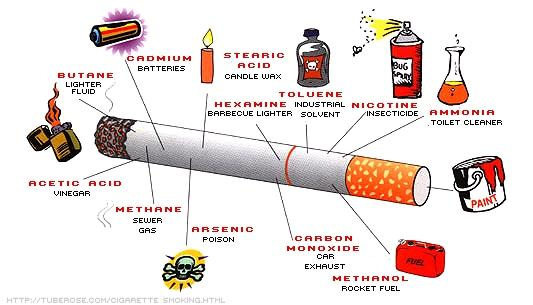 CADMIUM
BATTERIES
STEARIC
ACID
CANDLE WAX
BUG
SPRAY
BUTANE
LIGHTER
FLUID
HEXAMINE
BARBECUE LIGHTER
TOLUENE
INDUSTRIAL
SOLVENT
NICOTINE
INSECTICIDE
AMMONIA
TOILET CLEANER
ACETIC ACID
VINEGAR
METHANE
SEWER
GAS
ARSENIC
POISON
CARBON
MONOXIDE
CAR
EXHAUST
METHANOL
ROCKET FUEL
FUEL
PAINT
HTTP://TUBEROSE.COM/CIGARETTE SMOKING.HTML